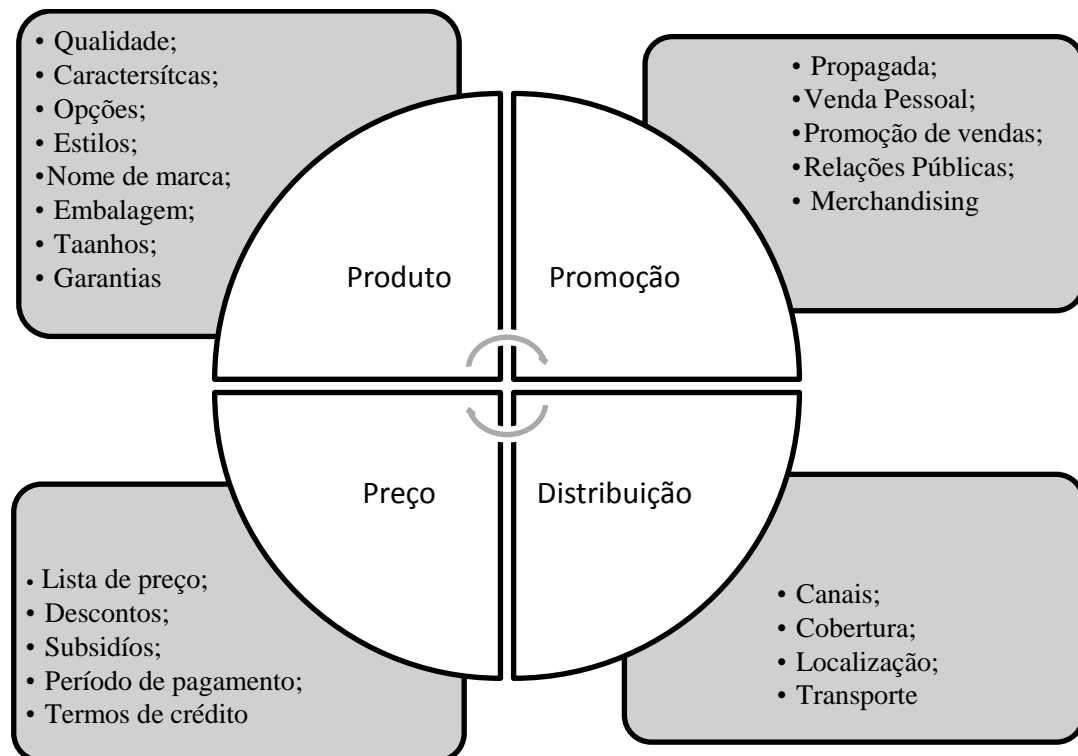 • Qualidade;
• Caractersítcas;
• Opções;
• Estilos;
•Nome de marca;
• Embalagem;
• Taanhos;
• Garantias
• Propagada;
•Venda Pessoal;
•Promoção de vendas;
•Relações Públicas;
• Merchandising
Produto
Promoção
Preço
Distribuição
• Lista de preço;
• Descontos;
• Subsidíos;
• Período de pagamento;
• Termos de crédito
• Canais;
• Cobertura;
• Localização;
• Transporte